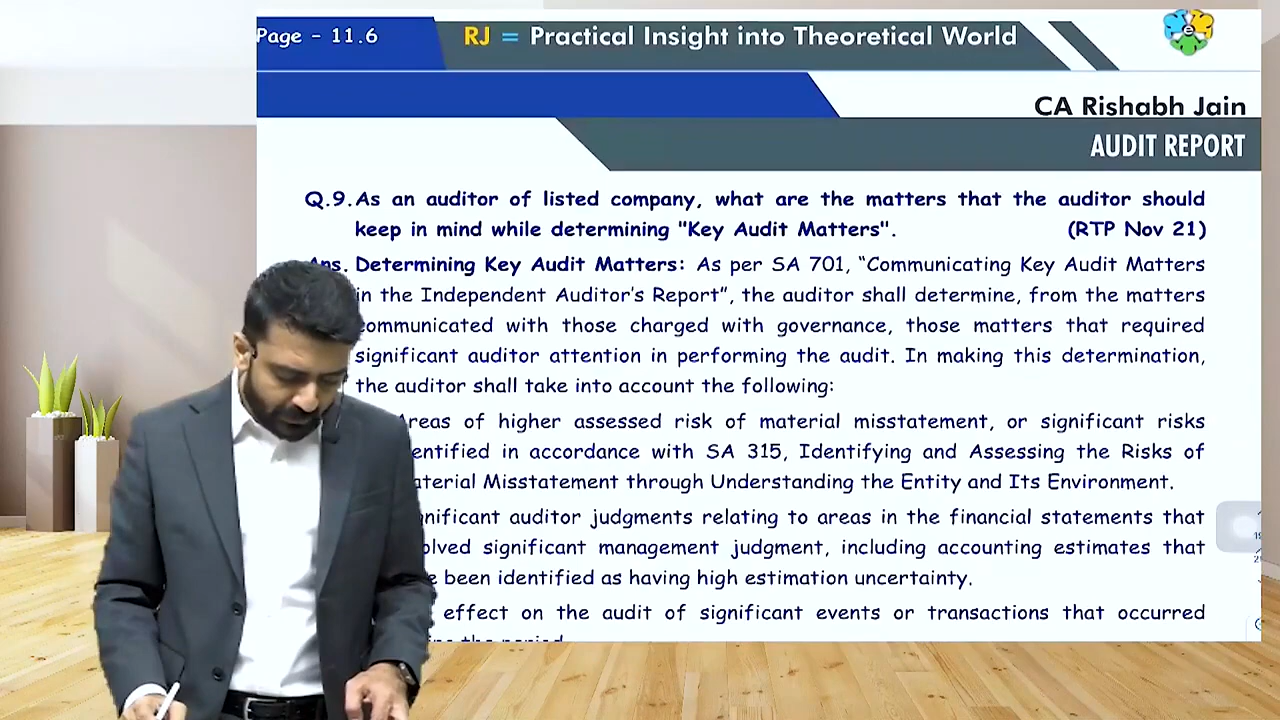 Page - 11.6
RJ = Practical Insight into Theoretical World
CA Rishabh Jain
AUDIT REPORT
Q.9. As an auditor of listed company, what are the matters that the auditor should
keep in mind while determining "Key Audit Matters". (RTP Nov 21)
Ans. Determining Key Audit Matters: As per SA 701, “Communicating Key Audit Matters
in the Independent Auditor’s Report”, the auditor shall determine, from the matters
communicated with those charged with governance, those matters that required
significant auditor attention in performing the audit. In making this determination,
the auditor shall take into account the following:
reas of higher assessed risk of material misstatement, or significant risks
entified in accordance with SA 315, Identifying and Assessing the Risks of
aterial Misstatement through Understanding the Entity and Its Environment.
gnificant auditor judgments relating to areas in the financial statements that
olved significant management judgment, including accounting estimates that
e been identified as having high estimation uncertainty.
effect on the audit of significant events or transactions that occurred
the period